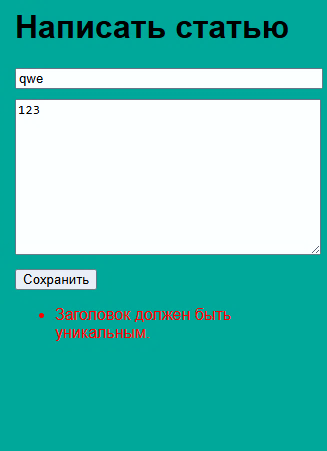 Написать статью
qwe
123
Сохранить
Заголовок должен быть
уникальным